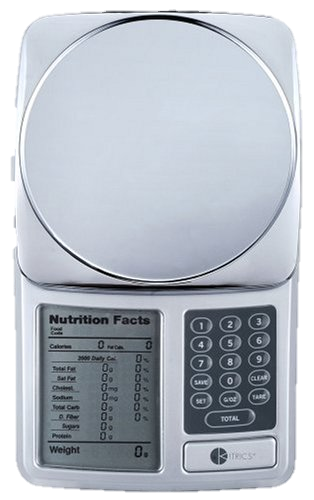 Nutrition Facts
Food
Code
Calories 0 Fat Cals. 0
2000 Daily Cal.
Total Fat 0 g 0 %
Sat Fat 0 g 0 %
Cholest. 0 mg 0 %
Sodium 0 mg 0 %
Total Carb 0 g 0 %
D. Fiber 0 g 0 %
Sugars 0 g
Protein 0 g
Weight 0 g
1 2 3
4 5 6
7 8 9
SAVE 0 CLEAR
SET G/OZ TARE
TOTAL
KITRICS